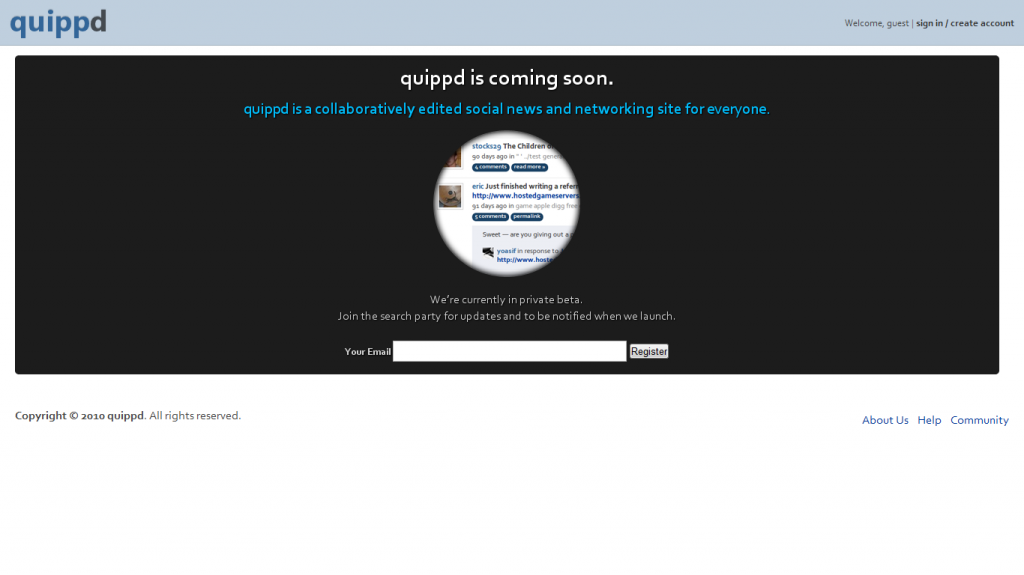 quippd
Welcome, guest | sign in / create account
quippd is coming soon.
quippd is a collaboratively edited social news and networking site for everyone.
stocks29 The Children o
90 days ago in
4 comments read more »
eric Just finished writing a refer
http://www.hostedgameservers
91 days ago in game apple digg free
5 comments permalink
Sweet — are you giving out a
yoasif in response to
http://www.hoste
We're currently in private beta.
Join the search party for updates and to be notified when we launch.
Your Email Register
Copyright © 2010 quippd. All rights reserved.
About Us Help Community